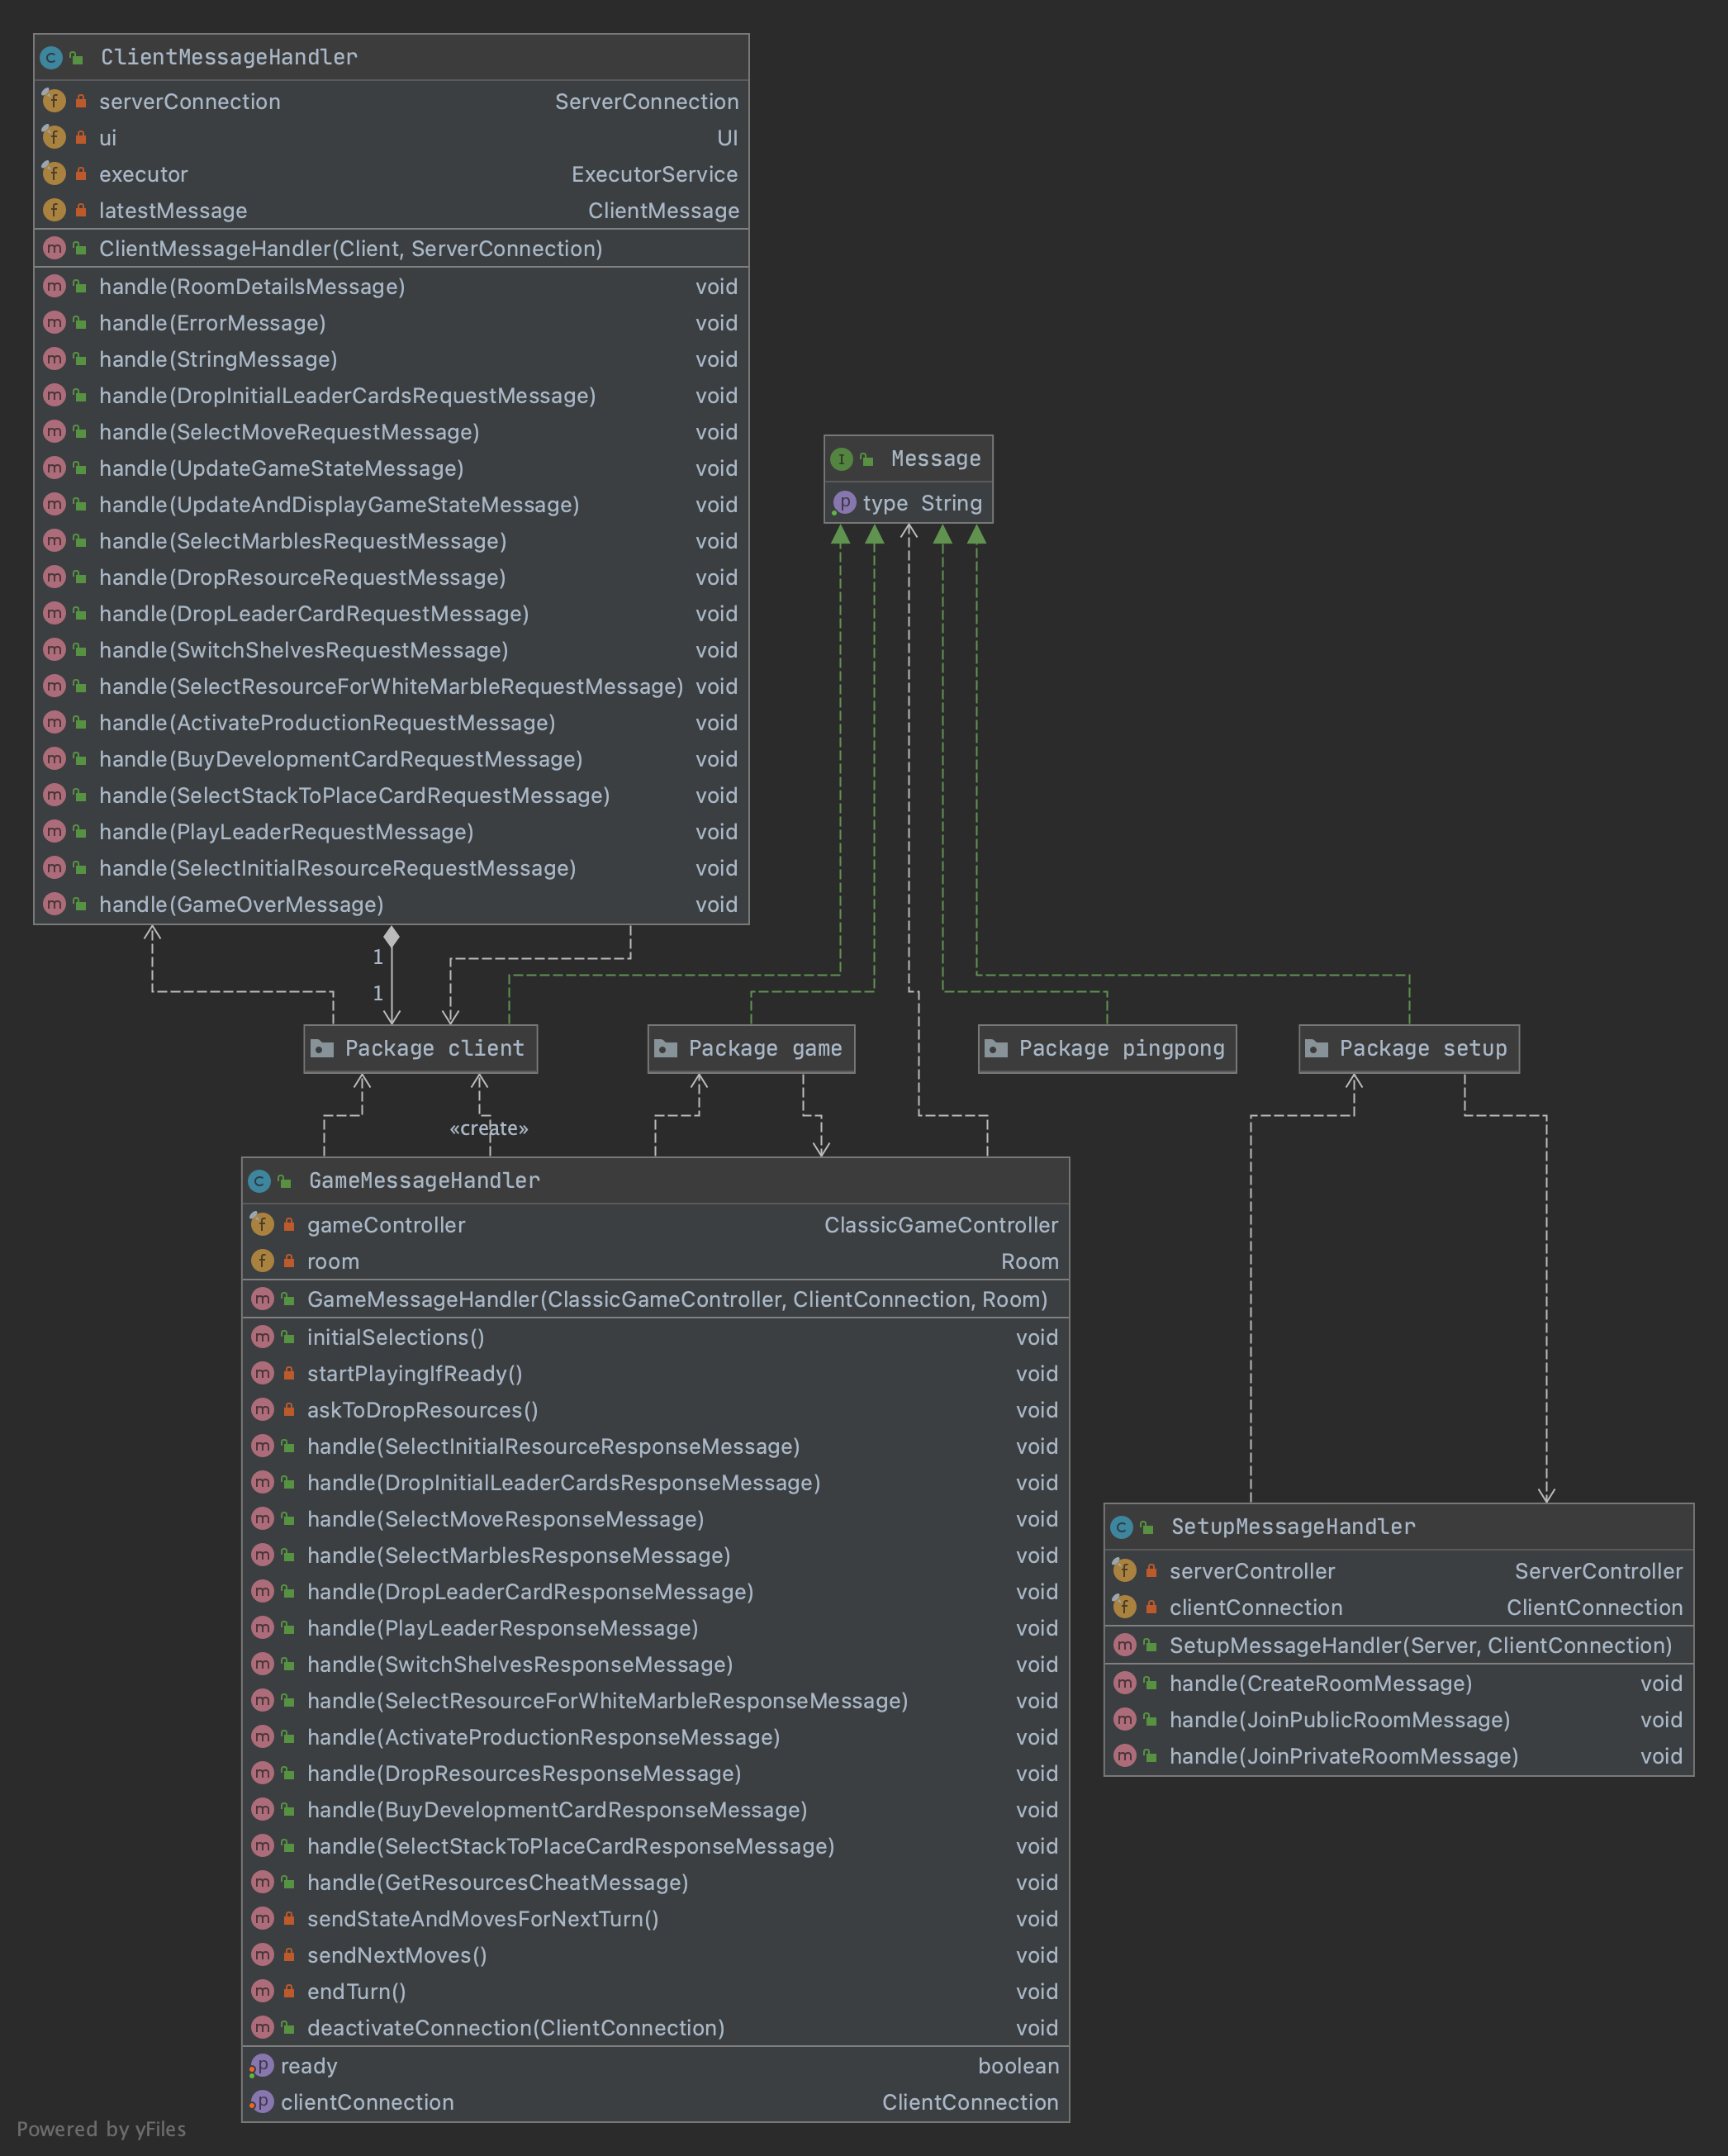 ClientMessageHandler
serverConnection ServerConnection
ui UI
executor ExecutorService
latestMessage ClientMessage
ClientMessageHandler(Client, ServerConnection)
handle(RoomDetailsMessage) void
handle(ErrorMessage) void
handle(StringMessage) void
handle(DropInitialLeaderCardsRequestMessage) void
handle(SelectMoveRequestMessage) void
handle(UpdateGameStateMessage) void
handle(UpdateAndDisplayGameStateMessage) void
handle(SelectMarblesRequestMessage) void
handle(DropResourceRequestMessage) void
handle(DropLeaderCardRequestMessage) void
handle(SwitchShelvesRequestMessage) void
handle(SelectResourceForWhiteMarbleRequestMessage) void
handle(ActivateProductionRequestMessage) void
handle(BuyDevelopmentCardRequestMessage) void
handle(SelectStackToPlaceCardRequestMessage) void
handle(PlayLeaderRequestMessage) void
handle(SelectInitialResourceRequestMessage) void
handle(GameOverMessage) void
Message
type String
1
1
Package client
Package game
Package pingpong
Package setup
«create»
GameMessageHandler
gameController ClassicGameController
room Room
GameMessageHandler(ClassicGameController, ClientConnection, Room)
initialSelections() void
startPlayingIfReady() void
askToDropResources() void
handle(SelectInitialResourceResponseMessage) void
handle(DropInitialLeaderCardsResponseMessage) void
handle(SelectMoveResponseMessage) void
handle(SelectMarblesResponseMessage) void
handle(DropLeaderCardResponseMessage) void
handle(PlayLeaderResponseMessage) void
handle(SwitchShelvesResponseMessage) void
handle(SelectResourceForWhiteMarbleResponseMessage) void
handle(ActivateProductionResponseMessage) void
handle(DropResourcesResponseMessage) void
handle(BuyDevelopmentCardResponseMessage) void
handle(SelectStackToPlaceCardResponseMessage) void
handle(GetResourcesCheatMessage) void
sendStateAndMovesForNextTurn() void
sendNextMoves() void
endTurn() void
deactivateConnection(ClientConnection) void
ready boolean
clientConnection ClientConnection
SetupMessageHandler
serverController ServerController
clientConnection ClientConnection
SetupMessageHandler(Server, ClientConnection)
handle(CreateRoomMessage) void
handle(JoinPublicRoomMessage) void
handle(JoinPrivateRoomMessage) void
Powered by yFiles